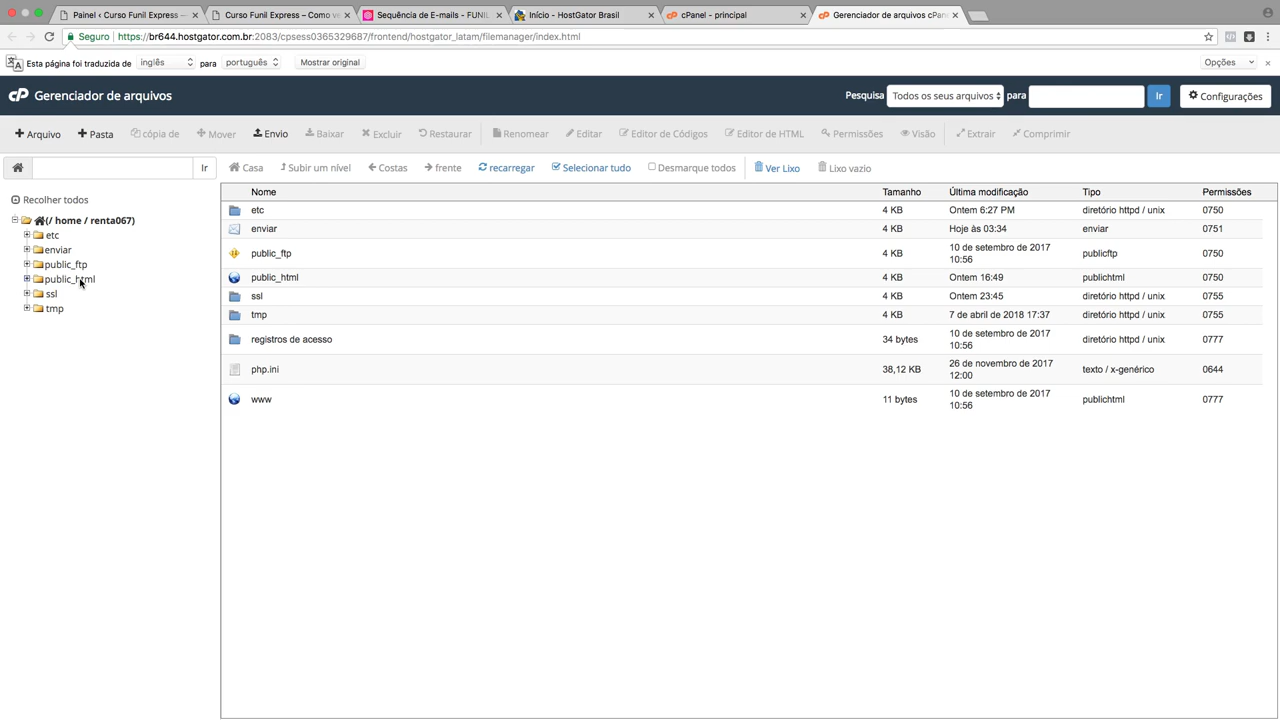 Painel ‹ Curso Funil Express –
Curso Funil Express – Como ve
Sequência de E-mails - FUNIL
Início - HostGator Brasil
cPanel - principal
Gerenciador de arquivos cPan
Seguro
https://br644.hostgator.com.br:2083/cpsess0365329687/frontend/hostgator_latam/filemanager/index.html
Esta página foi traduzida de inglês para português Mostrar original Opções
cP Gerenciador de arquivos Pesquisa Todos os seus arquivos para Ir Configurações
Arquivo Pasta cópia de Mover Envio Baixar Excluir Restaurar Renomear Editar Editor de Códigos Editor de HTML Permissões Visão Extrair Comprimir
Ir Casa Subir um nível Costas frente recarregar Selecionar tudo Desmarque todos Ver Lixo Lixo vazio
Recolher todos
(/ home / renta067)
etc
enviar
public_ftp
public_html
ssl
tmp
Nome Tamanho Última modificação Tipo Permissões
etc 4 KB Ontem 6:27 PM diretório httpd / unix 0750
enviar 4 KB Hoje às 03:34 enviar 0751
public_ftp 4 KB 10 de setembro de 2017 10:56 publicftp 0750
public_html 4 KB Ontem 16:49 publichtml 0750
ssl 4 KB Ontem 23:45 diretório httpd / unix 0755
tmp 4 KB 7 de abril de 2018 17:37 diretório httpd / unix 0755
registros de acesso 34 bytes 10 de setembro de 2017 10:56 diretório httpd / unix 0777
php.ini 38,12 KB 26 de novembro de 2017 12:00 texto / x-genérico 0644
www 11 bytes 10 de setembro de 2017 10:56 publichtml 0777